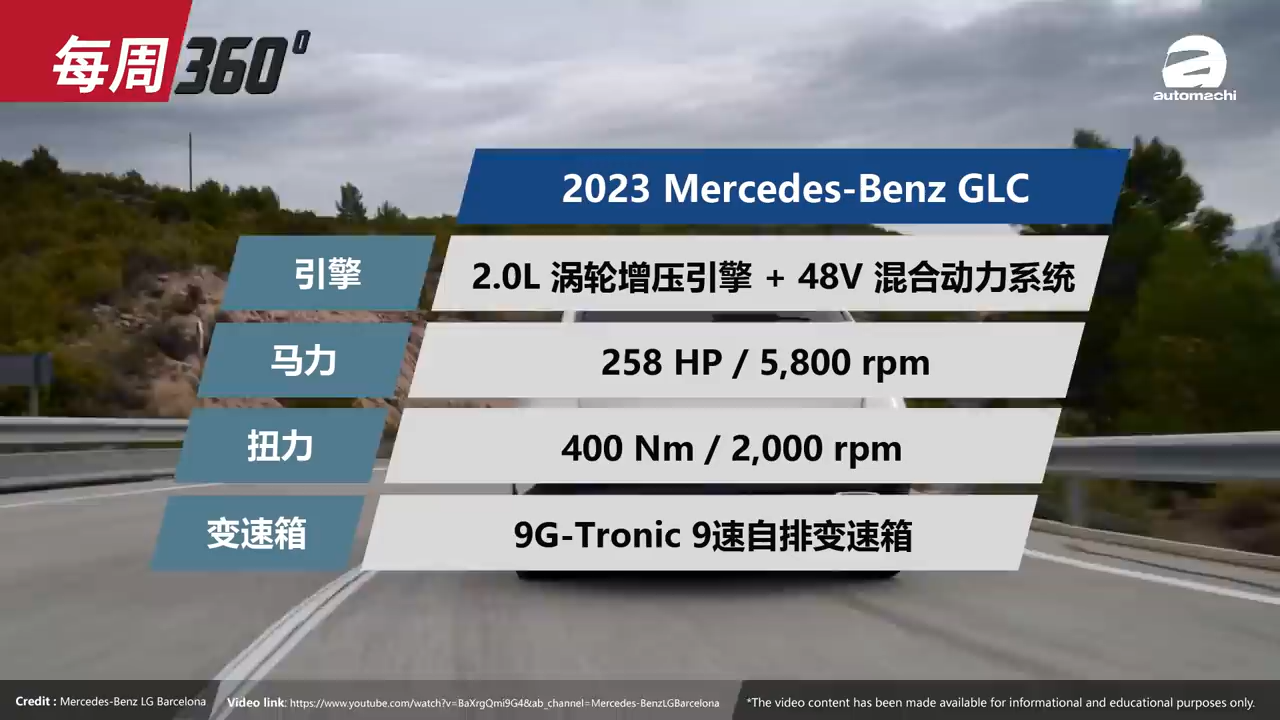 每周360°
automachi
2023 Mercedes-Benz GLC
引擎 2.0L 涡轮增压引擎 + 48V 混合动力系统
马力 258 HP / 5,800 rpm
扭力 400 Nm / 2,000 rpm
变速箱 9G-Tronic 9速自排变速箱
Credit : Mercedes-Benz LG Barcelona Video link: https://www.youtube.com/watch?v=BaXrgQmi9G4&ab_channel=Mercedes-BenzLGBarcelona *The video content has been made available for informational and educational purposes only.